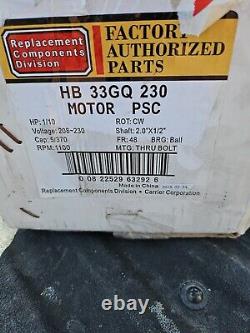 Replacement
Components
Division
FACTORY
AUTHORIZED
PARTS
HB 33GQ 230
MOTOR PSC
HP: 1/10 ROT: CW
Voltage: 208-230 Shaft: 2.0"X1/2"
Cap: 5/370 FR: 48 BRG: Ball
RPM: 1100 MTG: THRU BOLT
Made in China
Replacement Components Division • Carrier Corporation
0 08 22529 63292 6